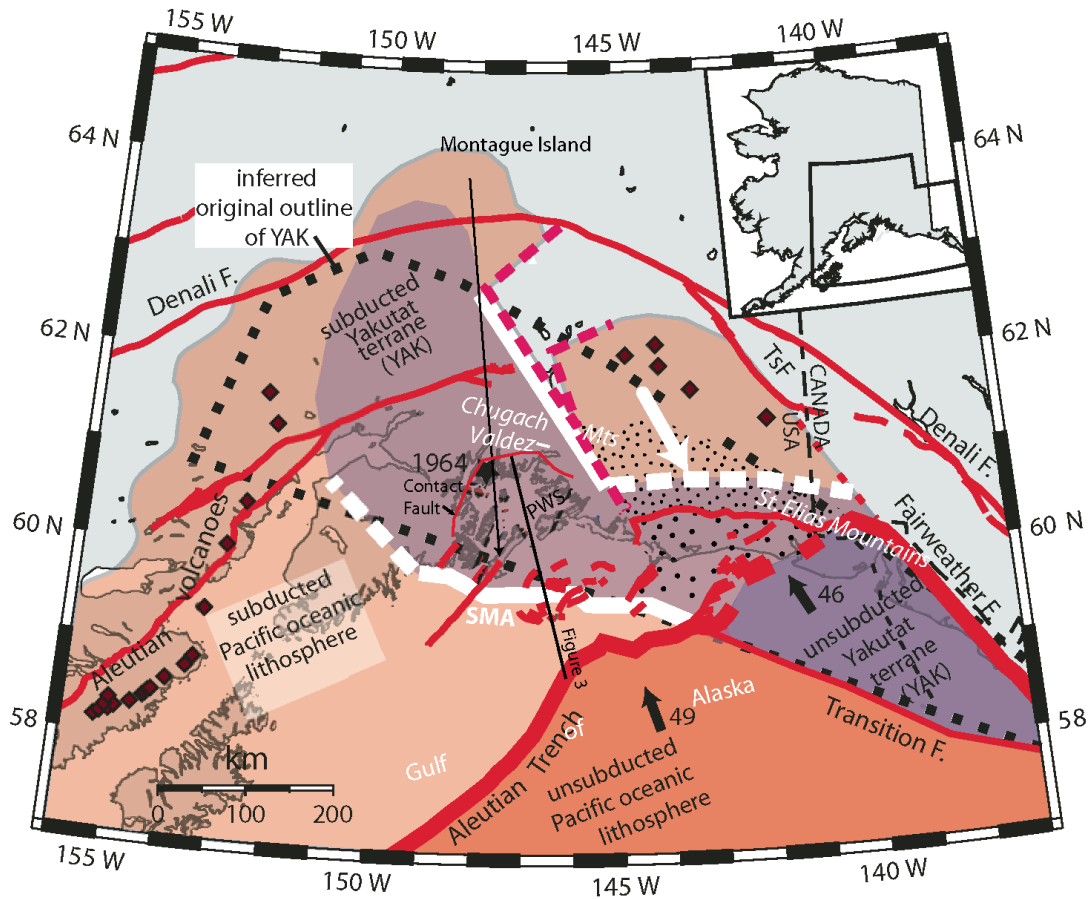 155 W
150 W
145 W
140 W
64 N
64 N
Montague Island
inferred
original outline
of YAK
Denali F.
62 N
62 N
subducted
Yakutat
terrane
(YAK)
TsF
CANADA
USA
Denali F.
Chugach
Mts
Valdez
1964
Contact
Fault
PWS
St. Elias Mountains
60 N
60 N
Fairweather F.
Aleutian
volcanoes
subducted
Pacific oceanic
lithosphere
SMA
46
unsubducted
Yakutat
terrane
(YAK)
Figure 3
58
58
49
Gulf
of
Alaska
Transition F.
Aleutian Trench
unsubducted
Pacific oceanic
lithosphere
km
0
100
200
155 W
150 W
145 W
140 W